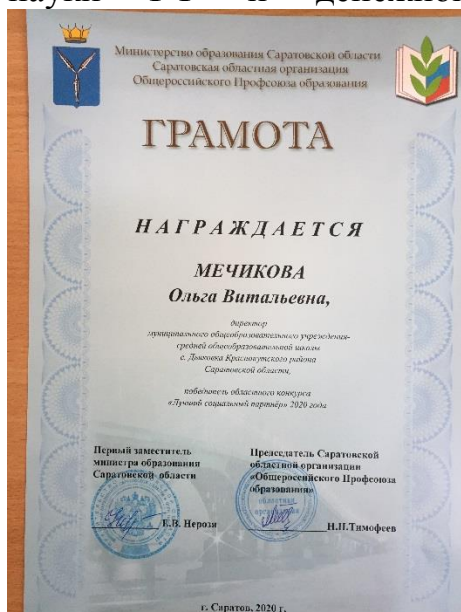 Министерство образования Саратовской области
Саратовская областная организация
Общероссийского Профсоюза образования
ГРАМОТА
НАГРАЖДАЕТСЯ
МЕЧИКОВА
Ольга Витальевна,
директор
муниципального общеобразовательного учреждения-
средней общеобразовательной школы
с. Дьяковка Краснокутского района
Саратовской области,
победитель областного конкурса
«Лучший социальный партнёр» 2020 года
Первый заместитель
министра образования
Саратовской области
Е.В. Нерози
Председатель Саратовской
областной организации
«Общероссийского Профсоюза
образования»
Н.Н.Тимофеев
г. Саратов, 2020 г.